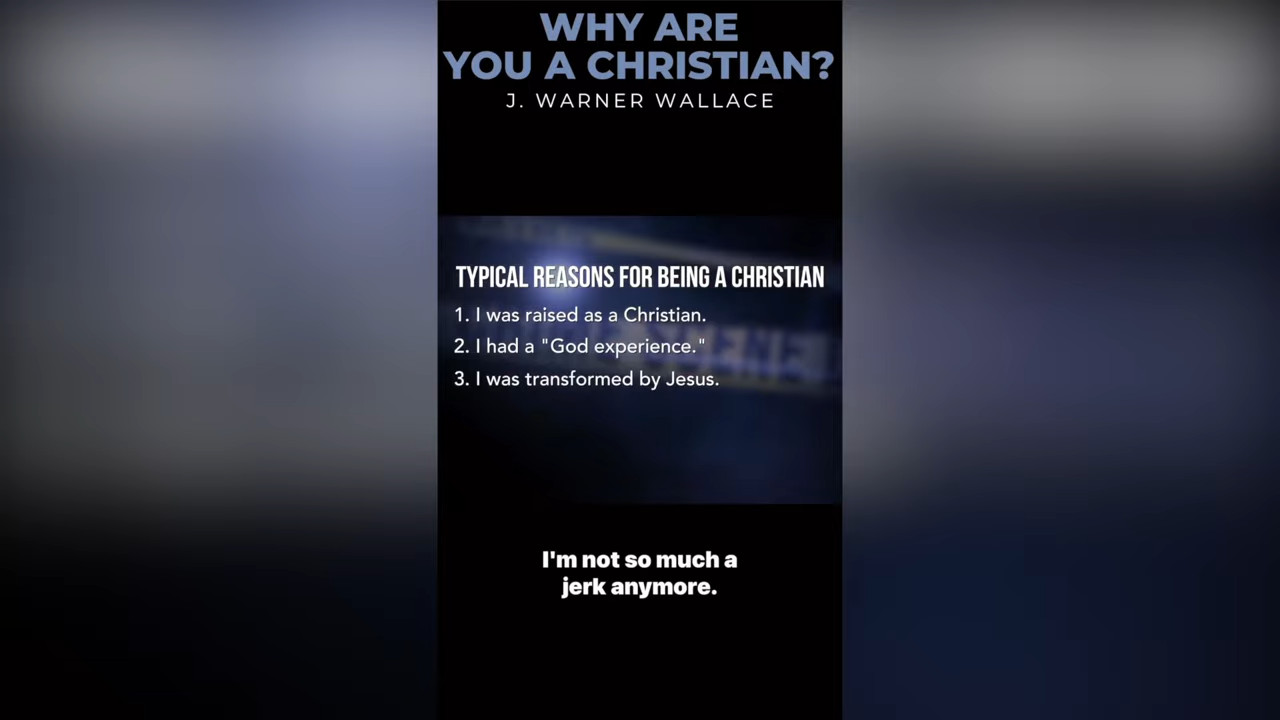 WHY ARE
YOU A CHRISTIAN?
J. WARNER WALLACE
TYPICAL REASONS FOR BEING A CHRISTIAN
1. I was raised as a Christian.
2. I had a "God experience."
3. I was transformed by Jesus.
I'm not so much a
jerk anymore.